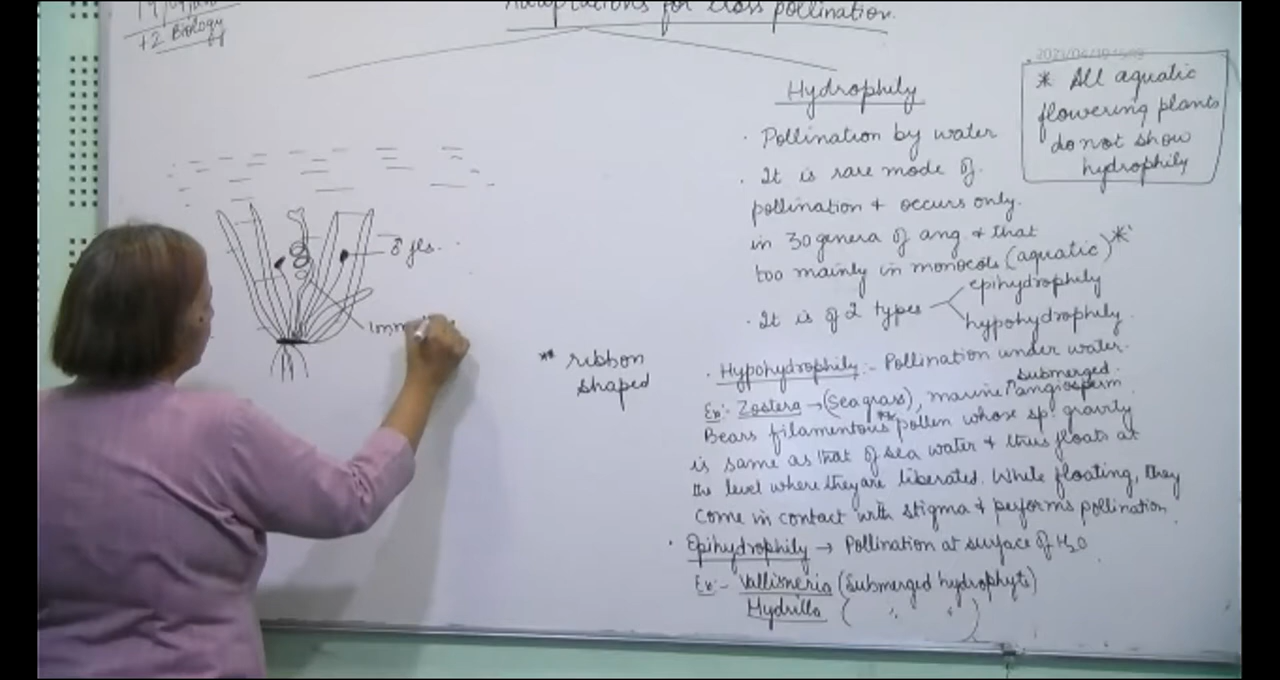 +2 Biology
Adaptations for cross pollination.
Hydrophily
. Pollination by water
. It is rare mode of.
pollination & occurs only.
in 30 genera of ang & that
too mainly in monocots (aquatic)*
. It is of 2 types
epihydrophily
hypohydrophily.
. Hypohydrophily:- Pollination under water.
submerged.
Ex:- Zostera → (Sea grass), marine angiosperm
Bears filamentous** pollen whose sp. gravity
is same as that of sea water & thus floats at
the level where they are liberated. While floating, they
come in contact with stigma & performs pollination
. Epihydrophily → Pollination at surface of H2O
Ex:- Vallisneria (Submerged hydrophyte)
Hydrilla ( " " )
* All aquatic
flowering plants
do not show
hydrophily
** ribbon
shaped
♂ fls.
Imm